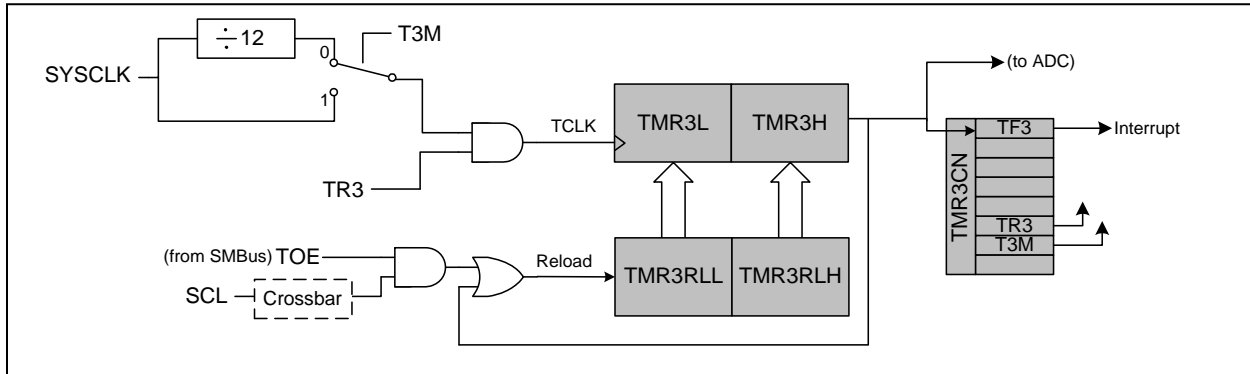 ÷ 12
T3M
0
SYSCLK
1
(to ADC)
TCLK
TMR3L
TMR3H
TMR3CN
TF3
Interrupt
TR3
TR3
T3M
(from SMBus) TOE
Reload
TMR3RLL
TMR3RLH
SCL
Crossbar